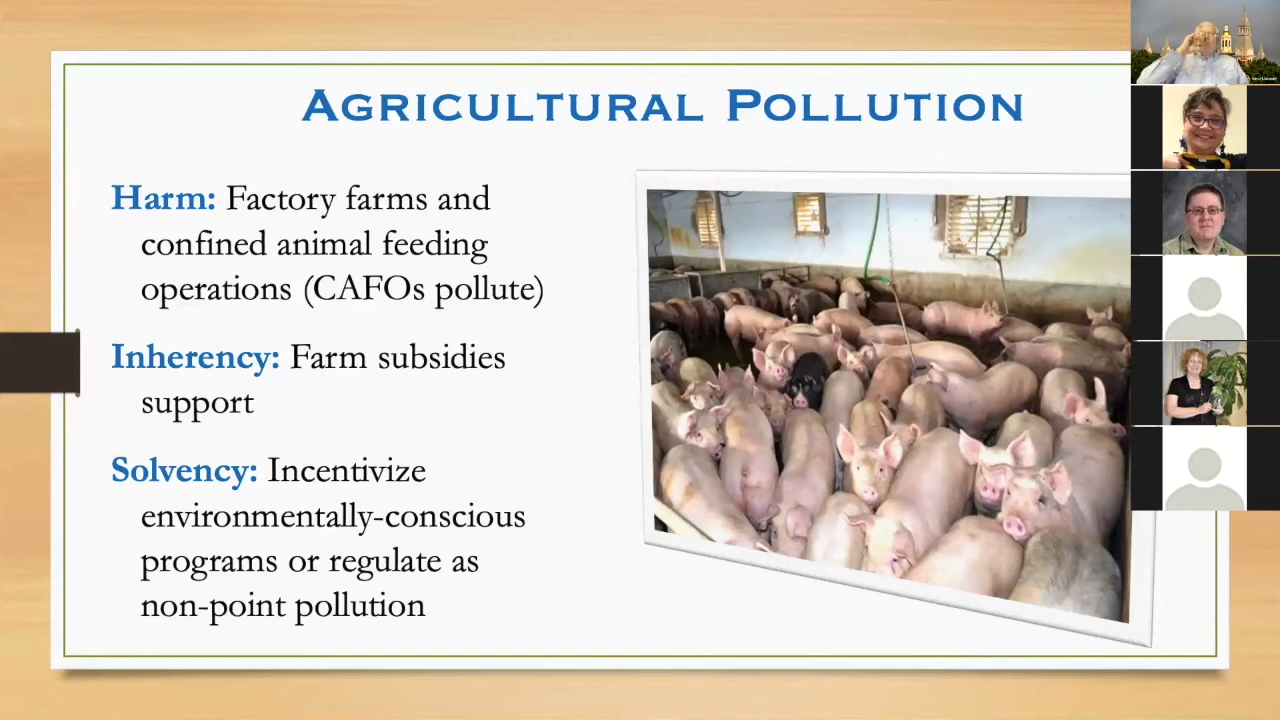 Agricultural Pollution
Harm: Factory farms and
confined animal feeding
operations (CAFOs pollute)
Inherency: Farm subsidies
support
Solvency: Incentivize
environmentally-conscious
programs or regulate as
non-point pollution